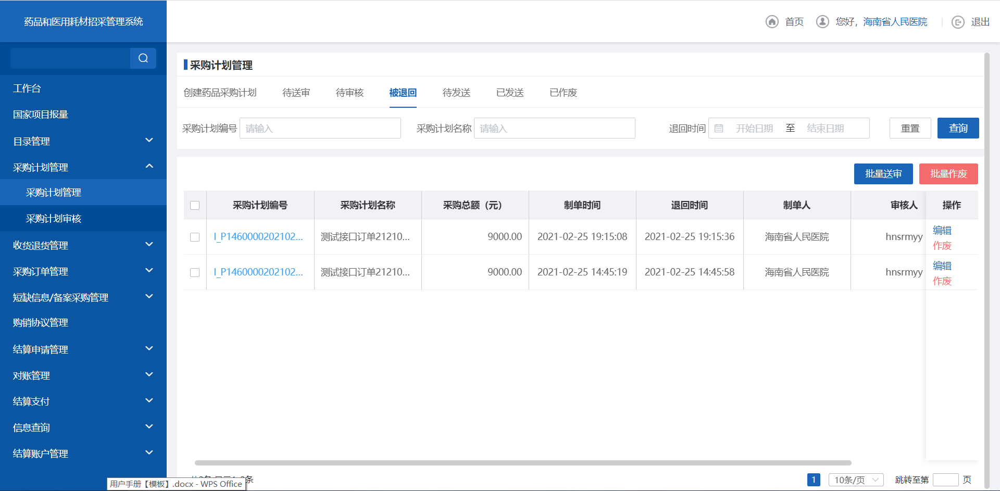 药品和医用耗材招采管理系统
首页 您好，海南省人民医院 退出
工作台
国家项目报量
目录管理
采购计划管理
采购计划管理
采购计划审核
收货退货管理
采购订单管理
短缺信息/备案采购管理
购销协议管理
结算申请管理
对账管理
结算支付
信息查询
结算账户管理
采购计划管理
创建药品采购计划 待送审 待审核 被退回 待发送 已发送 已作废
采购计划编号 请输入 采购计划名称 请输入 退回时间 开始日期 至 结束日期 重置 查询
批量送审 批量作废
采购计划编号 采购计划名称 采购总额（元） 制单时间 退回时间 制单人 审核人 操作
I_P1460000202102... 测试接口订单21210... 9000.00 2021-02-25 19:15:08 2021-02-25 19:15:36 海南省人民医院 hnsrmyy 编辑
作废
I_P1460000202102... 测试接口订单21210... 9000.00 2021-02-25 14:45:19 2021-02-25 14:45:58 海南省人民医院 hnsrmyy 编辑
作废
条 1 10条/页 跳转至第 页
用户手册【模板】.docx - WPS Office